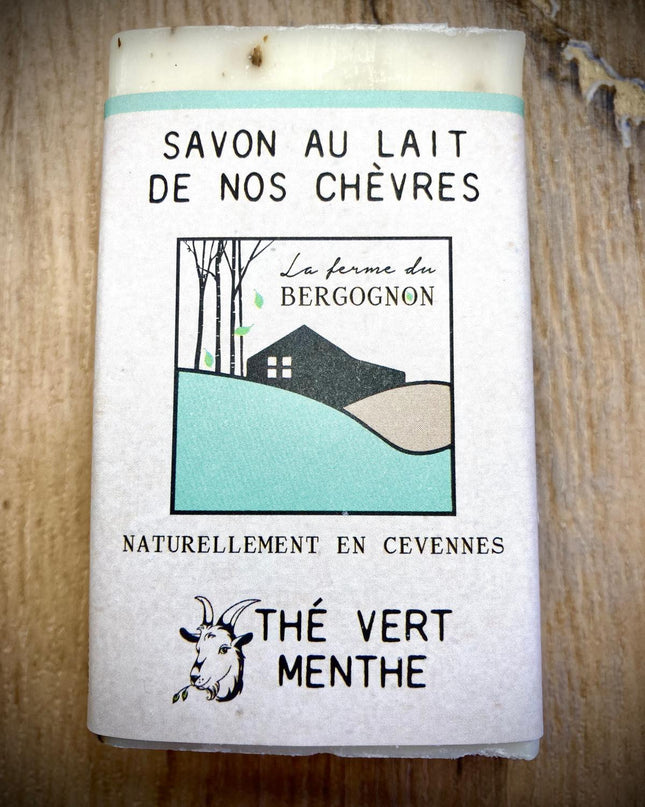 SAVON AU LAIT
DE NOS CHÈVRES
La ferme du
BERGOGNON
NATURELLEMENT EN CEVENNES
THÉ VERT
MENTHE